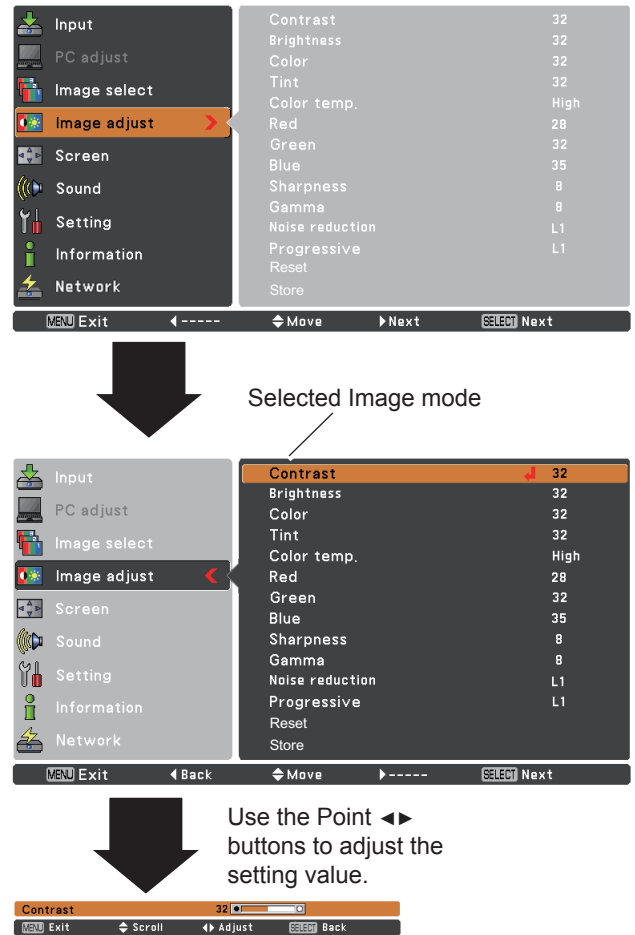 Input
PC adjust
Image select
Image adjust
Screen
Sound
Setting
Information
Network
Contrast 32
Brightness 32
Color 32
Tint 32
Color temp. High
Red 28
Green 32
Blue 35
Sharpness 8
Gamma 8
Noise reduction L1
Progressive L1
Reset
Store
MENU Exit ◀----- Move ▶Next SELECT Next
Selected Image mode
Input
PC adjust
Image select
Image adjust
Screen
Sound
Setting
Information
Network
Contrast 32
Brightness 32
Color 32
Tint 32
Color temp. High
Red 28
Green 32
Blue 35
Sharpness 8
Gamma 8
Noise reduction L1
Progressive L1
Reset
Store
MENU Exit ◀Back Move ▶----- SELECT Next
Use the Point ◄►
buttons to adjust the
setting value.
Contrast 32
MENU Exit Scroll Adjust SELECT Back